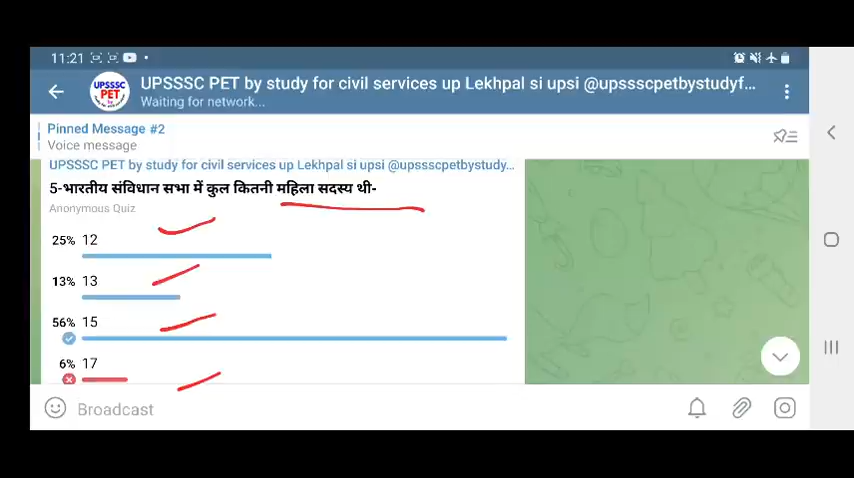 11:21
UPSSSC PET by study for civil services up Lekhpal si upsi @upssscpetbystudyf...
Waiting for network...
UPSSSC
PET
Pinned Message #2
Voice message
UPSSSC PET by study for civil services up Lekhpal si upsi @upssscpetbystudy...
5-भारतीय संविधान सभा में कुल कितनी महिला सदस्य थी-
Anonymous Quiz
25% 12
13% 13
56% 15
6% 17
Broadcast